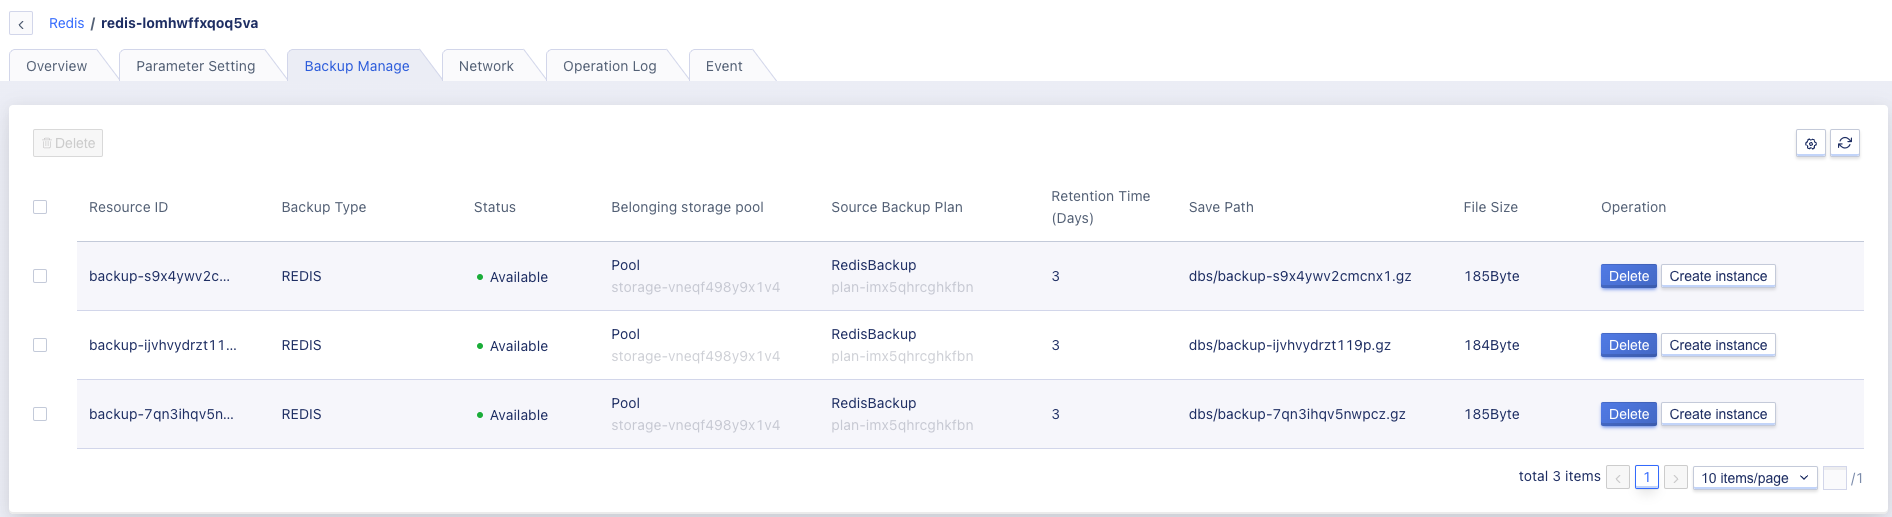 Redis / redis-lomhwffxqoq5va
Overview Parameter Setting Backup Manage Network Operation Log Event
Delete
Resource ID Backup Type Status Belonging storage pool Source Backup Plan Retention Time (Days) Save Path File Size Operation
backup-s9x4ywv2c... REDIS Available Pool RedisBackup 3 dbs/backup-s9x4ywv2cmcnx1.gz 185Byte Delete Create instance
storage-vneqf498y9x1v4 plan-imx5qhrcghkfbn
backup-ijvhvydrzt11... REDIS Available Pool RedisBackup 3 dbs/backup-ijvhvydrzt119p.gz 184Byte Delete Create instance
storage-vneqf498y9x1v4 plan-imx5qhrcghkfbn
backup-7qn3ihqv5n... REDIS Available Pool RedisBackup 3 dbs/backup-7qn3ihqv5nwpcz.gz 185Byte Delete Create instance
storage-vneqf498y9x1v4 plan-imx5qhrcghkfbn
total 3 items 1 10 items/page /1